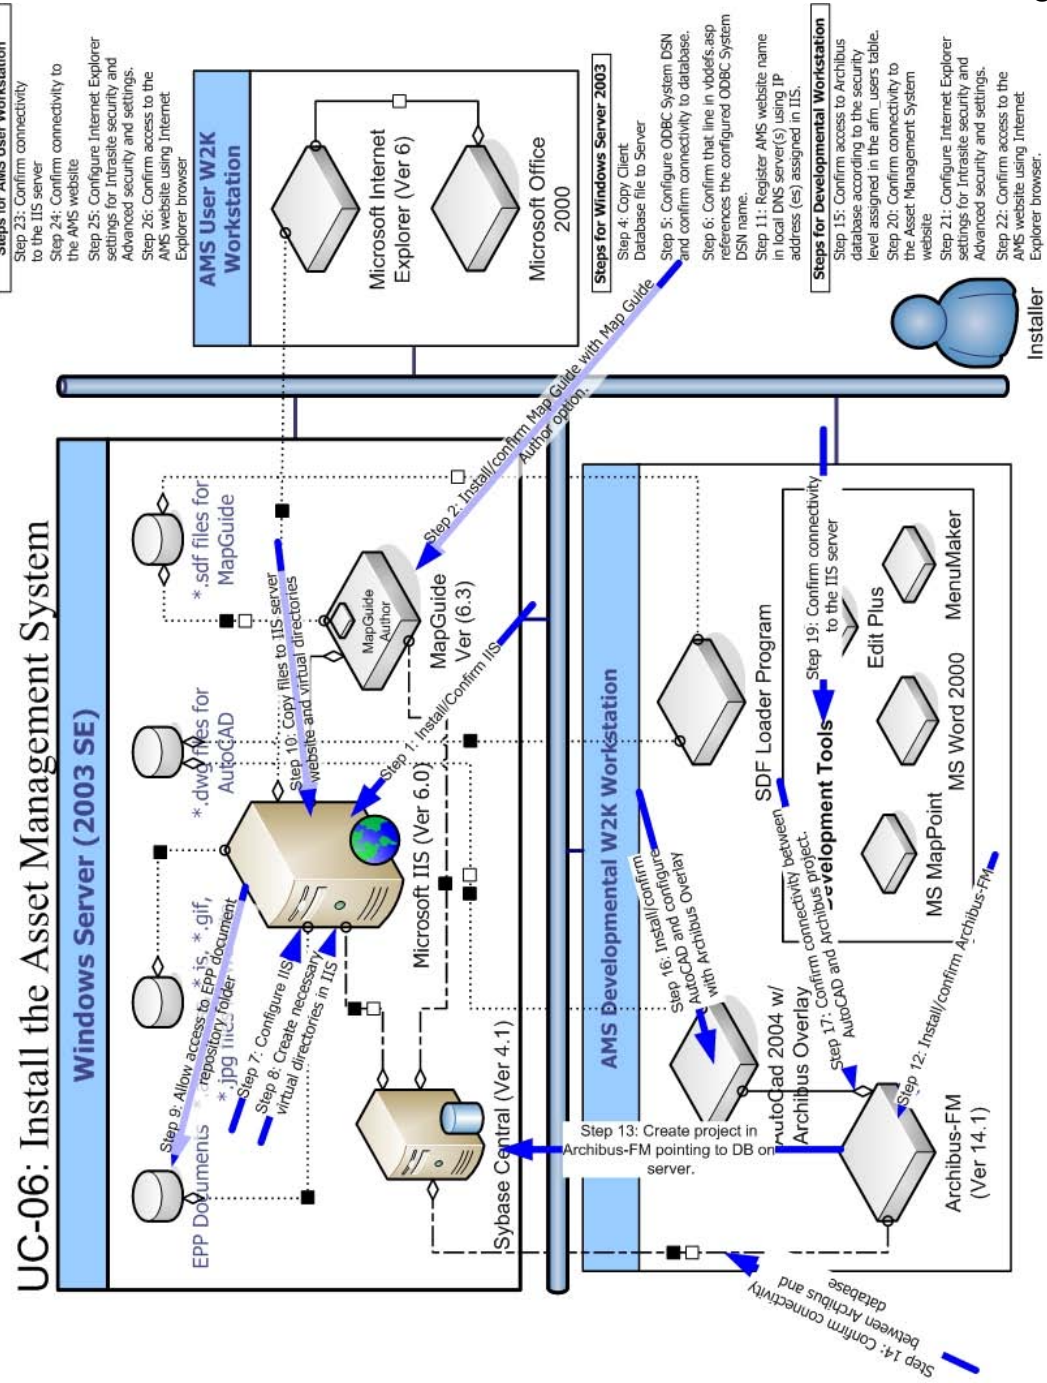 UC-06: Install the Asset Management System
Windows Server (2003 SE)
EPP Documents
*.js, *.gif,
*.jpg files
*.dwg files for
AutoCAD
*.sdf files for
MapGuide
Step 9: Allow access to EPP document
repository folder
Step 7: Configure IIS
Step 8: Create necessary
virtual directories in IIS
Step 10: Copy files to IIS server
website and virtual directories
Step 1: Install/Confirm IIS
Microsoft IIS (Ver 6.0)
MapGuide
Author
MapGuide
Ver (6.3)
Step 2: Install/confirm Map Guide with Map Guide
Author option.
Sybase Central (Ver 4.1)
AMS User W2K
Workstation
Microsoft Internet
Explorer (Ver 6)
Microsoft Office
2000
AMS Developmental W2K Workstation
Step 13: Create project in
Archibus-FM pointing to DB on
server.
Step 14: Confirm connectivity
between Archibus and
database
Step 16: Install/confirm
AutoCAD and configure
with Archibus Overlay
AutoCad 2004 w/
Archibus Overlay
Step 17: Confirm connectivity between
AutoCAD and Archibus project.
Step 12: Install/confirm Archibus-FM
Archibus-FM
(Ver 14.1)
SDF Loader Program
Development Tools
Step 19: Confirm connectivity
to the IIS server
MS MapPoint
MS Word 2000
Edit Plus
MenuMaker
Installer
Steps for AMS User Workstation
Step 23: Confirm connectivity
to the IIS server
Step 24: Confirm connectivity to
the AMS website
Step 25: Configure Internet Explorer
settings for Intrasite security and
Advanced security and settings.
Step 26: Confirm access to the
AMS website using Internet
Explorer browser
Steps for Windows Server 2003
Step 4: Copy Client
Database file to Server
Step 5: Configure ODBC System DSN
and confirm connectivity to database.
Step 6: Confirm that line in vbdefs.asp
references the configured ODBC System
DSN name.
Step 11: Register AMS website name
in local DNS server(s) using IP
address (es) assigned in IIS.
Steps for Developmental Workstation
Step 15: Confirm access to Archibus
database according to the security
level assigned in the afm_users table.
Step 20: Confirm connectivity to
the Asset Management System
website
Step 21: Configure Internet Explorer
settings for Intrasite security and
Advanced security and settings.
Step 22: Confirm access to the
AMS website using Internet
Explorer browser.